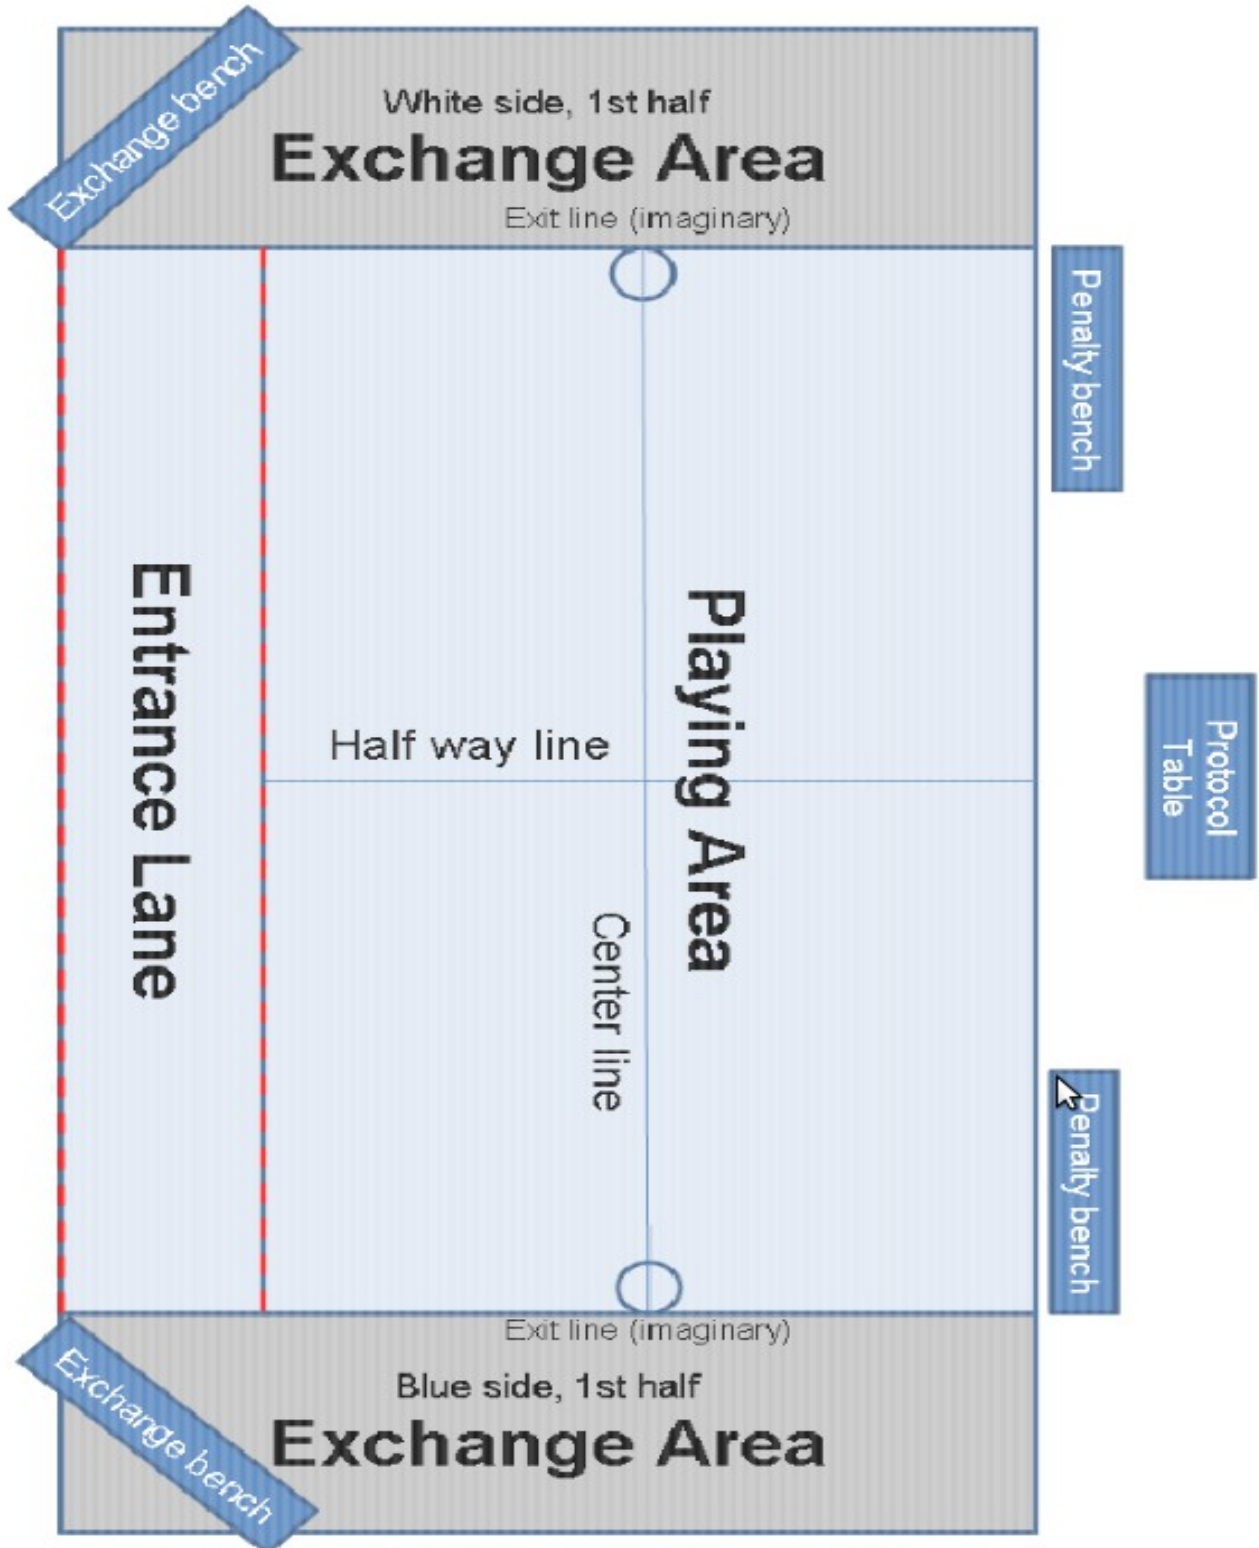 Exchange bench
White side, 1st half
Exchange Area
Exit line (imaginary)
Penalty bench
Entrance Lane
Half way line
Playing Area
Center line
Protocol
Table
Penalty bench
Exit line (imaginary)
Blue side, 1st half
Exchange Area
Exchange bench